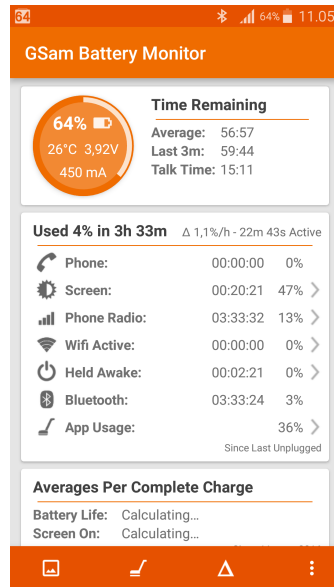 64 64% 11.05
GSam Battery Monitor
64%
26°C 3,92V
450 mA
Time Remaining
Average: 56:57
Last 3m: 59:44
Talk Time: 15:11
Used 4% in 3h 33m Δ 1,1%/h - 22m 43s Active
Phone: 00:00:00 0%
Screen: 00:20:21 47%
Phone Radio: 03:33:32 13%
Wifi Active: 00:00:00 0%
Held Awake: 00:02:21 0%
Bluetooth: 03:33:24 3%
App Usage: 36%
Since Last Unplugged
Averages Per Complete Charge
Battery Life: Calculating...
Screen On: Calculating...
Δ